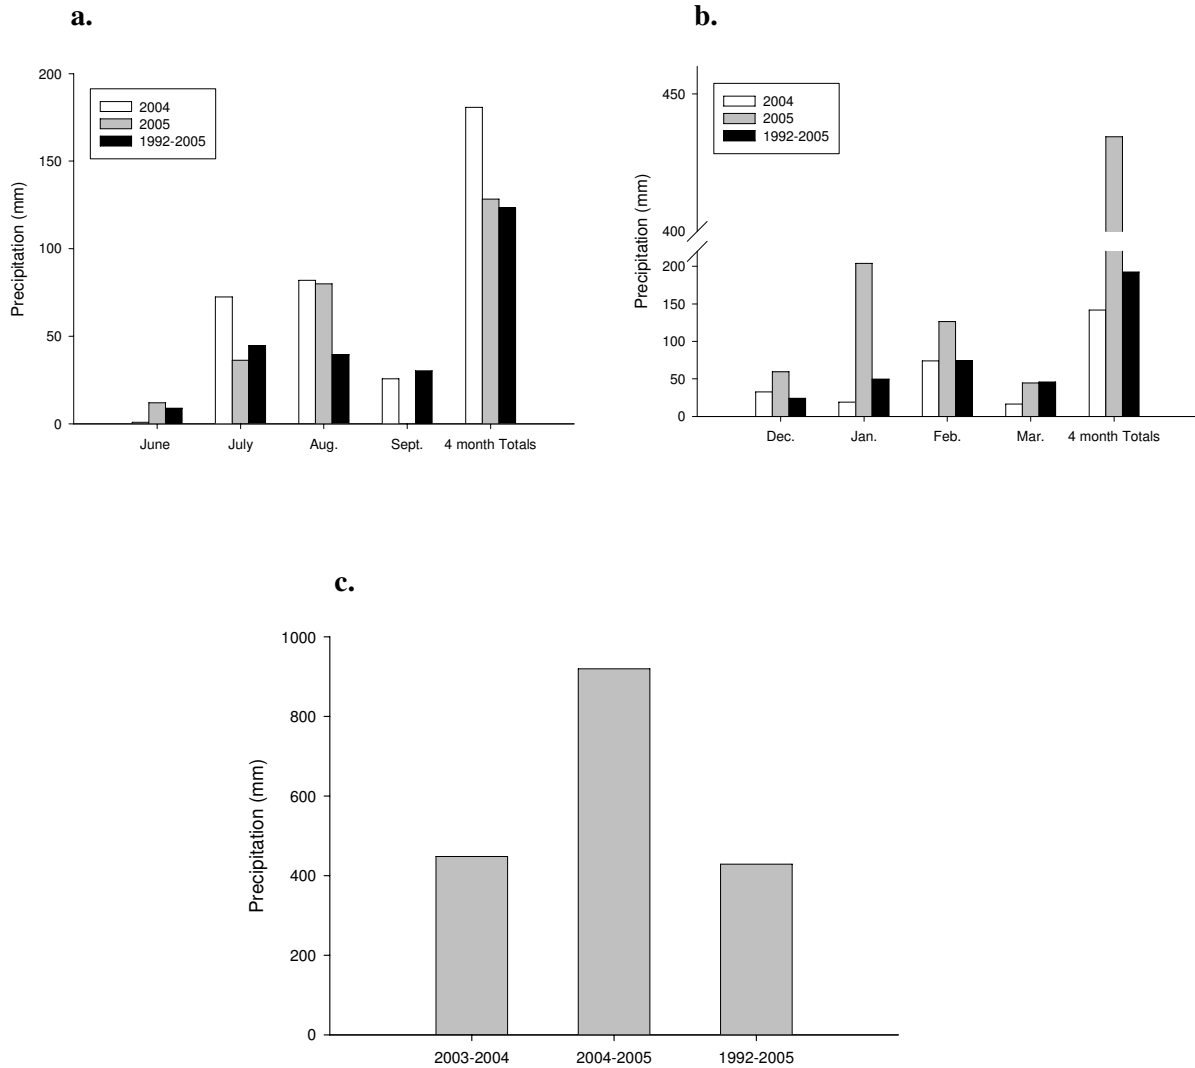 a.
200
150
100
50
0
Precipitation (mm)
2004
2005
1992-2005
June July Aug. Sept. 4 month Totals
b.
450
400
200
150
100
50
0
Precipitation (mm)
2004
2005
1992-2005
Dec. Jan. Feb. Mar. 4 month Totals
c.
1000
800
600
400
200
0
Precipitation (mm)
2003-2004 2004-2005 1992-2005